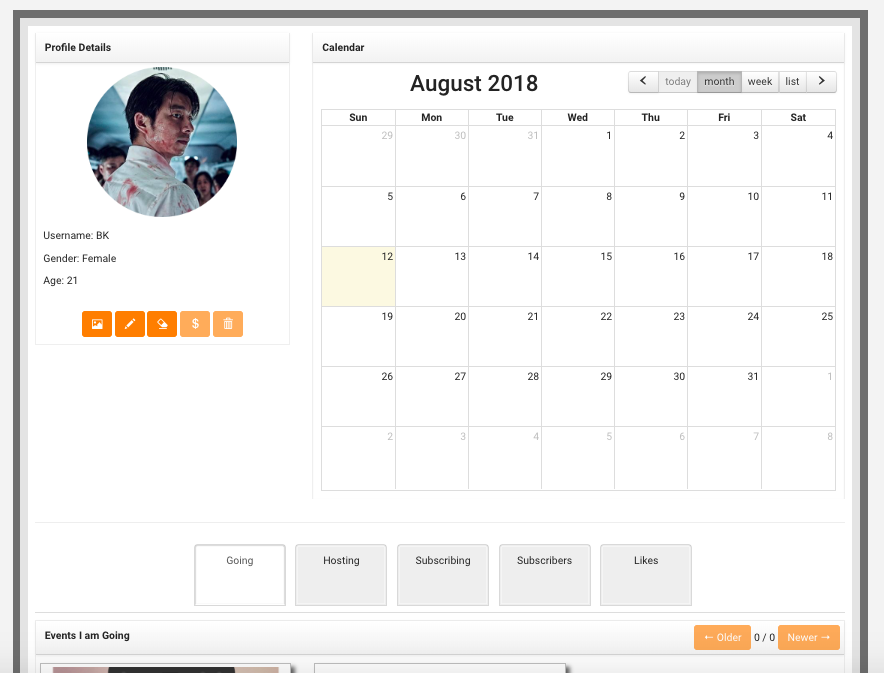 Profile Details
Username: BK
Gender: Female
Age: 21
$
Calendar
August 2018
today month week list
Sun Mon Tue Wed Thu Fri Sat
29 30 31 1 2 3 4
5 6 7 8 9 10 11
12 13 14 15 16 17 18
19 20 21 22 23 24 25
26 27 28 29 30 31 1
2 3 4 5 6 7 8
Going Hosting Subscribing Subscribers Likes
Events I am Going
← Older 0 / 0 Newer →